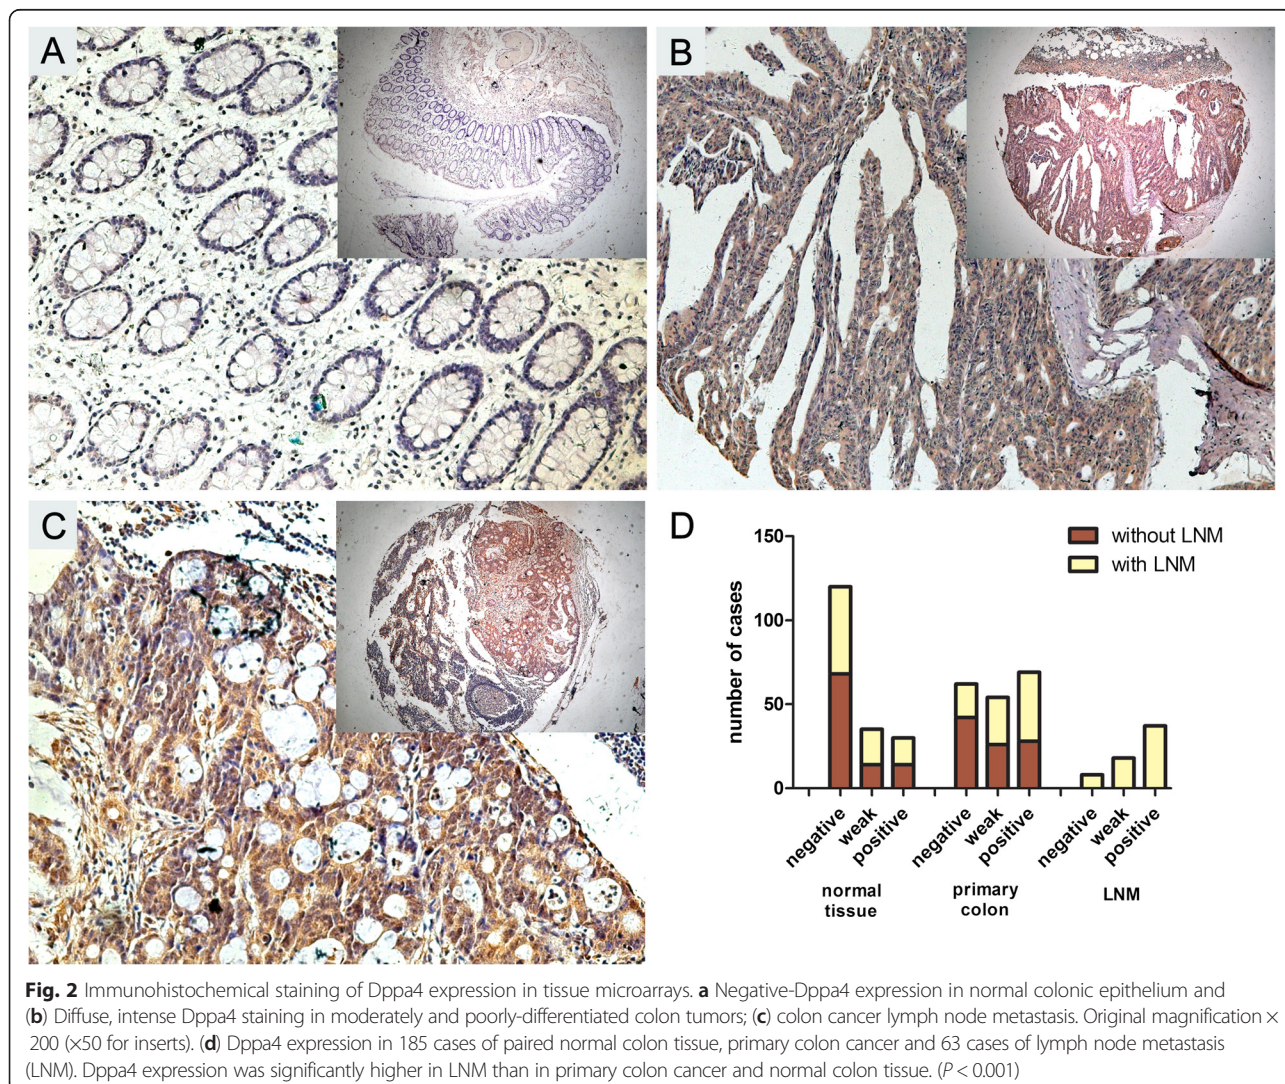 A
B
C
D
without LNM
with LNM
150
100
50
0
number of cases
negative
weak
positive
negative
weak
positive
negative
weak
positive
normal
tissue
primary
colon
LNM
Fig. 2 Immunohistochemical staining of Dppa4 expression in tissue microarrays. a Negative-Dppa4 expression in normal colonic epithelium and
(b) Diffuse, intense Dppa4 staining in moderately and poorly-differentiated colon tumors; (c) colon cancer lymph node metastasis. Original magnification ×
200 (×50 for inserts). (d) Dppa4 expression in 185 cases of paired normal colon tissue, primary colon cancer and 63 cases of lymph node metastasis
(LNM). Dppa4 expression was significantly higher in LNM than in primary colon cancer and normal colon tissue. (P < 0.001)